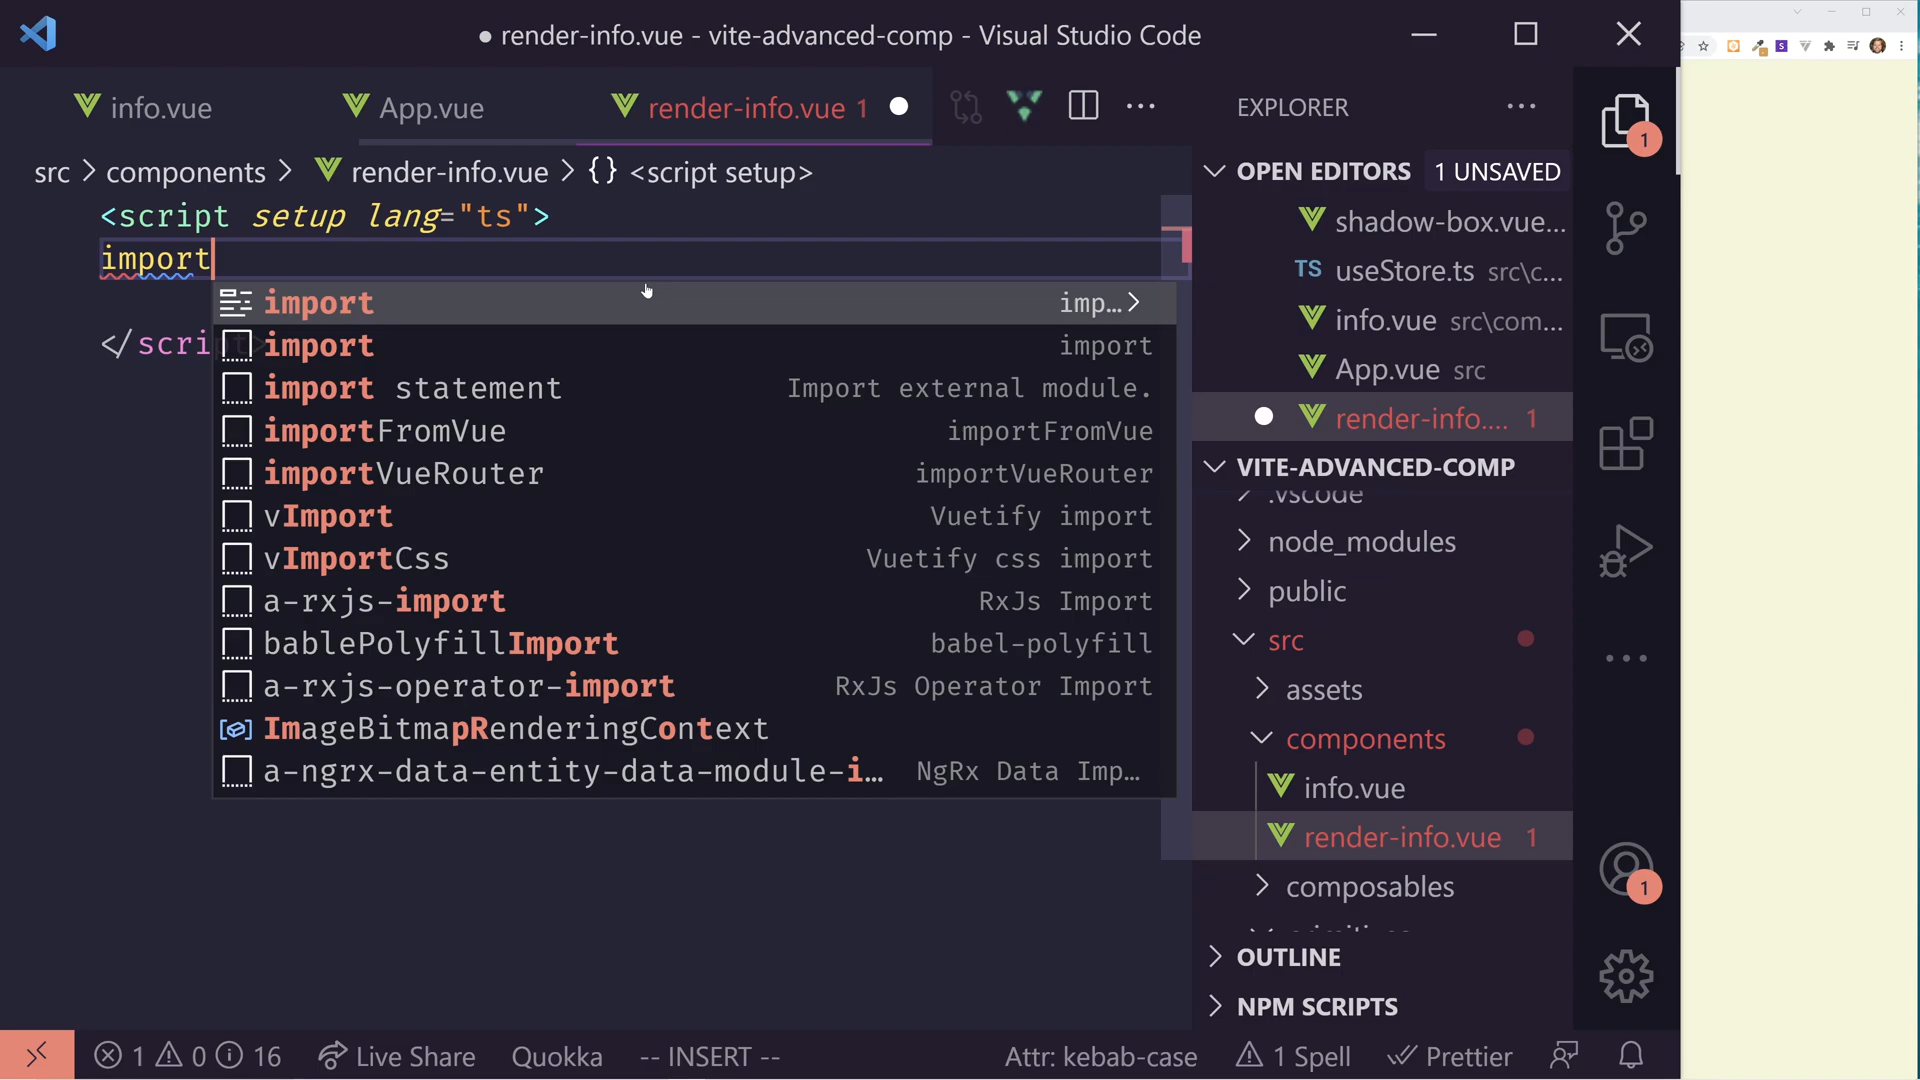 ● render-info.vue - vite-advanced-comp - Visual Studio Code
info.vue
App.vue
render-info.vue 1
src > components > render-info.vue > {} <script setup>
<script setup lang="ts">
import
import imp...
import import
import statement Import external module.
importFromVue importFromVue
importVueRouter importVueRouter
vImport Vuetify import
vImportCss Vuetify css import
a-rxjs-import RxJs Import
bablePolyfillImport babel-polyfill
a-rxjs-operator-import RxJs Operator Import
ImageBitmapRenderingContext
a-ngrx-data-entity-data-module-i... NgRx Data Imp...
</script>
EXPLORER
OPEN EDITORS 1 UNSAVED
shadow-box.vue...
TS useStore.ts src\c...
info.vue src\com...
App.vue src
render-info.... 1
VITE-ADVANCED-COMP
.vscode
node_modules
public
src
assets
components
info.vue
render-info.vue 1
composables
OUTLINE
NPM SCRIPTS
1
1
1 0 16 Live Share Quokka -- INSERT -- Attr: kebab-case 1 Spell Prettier